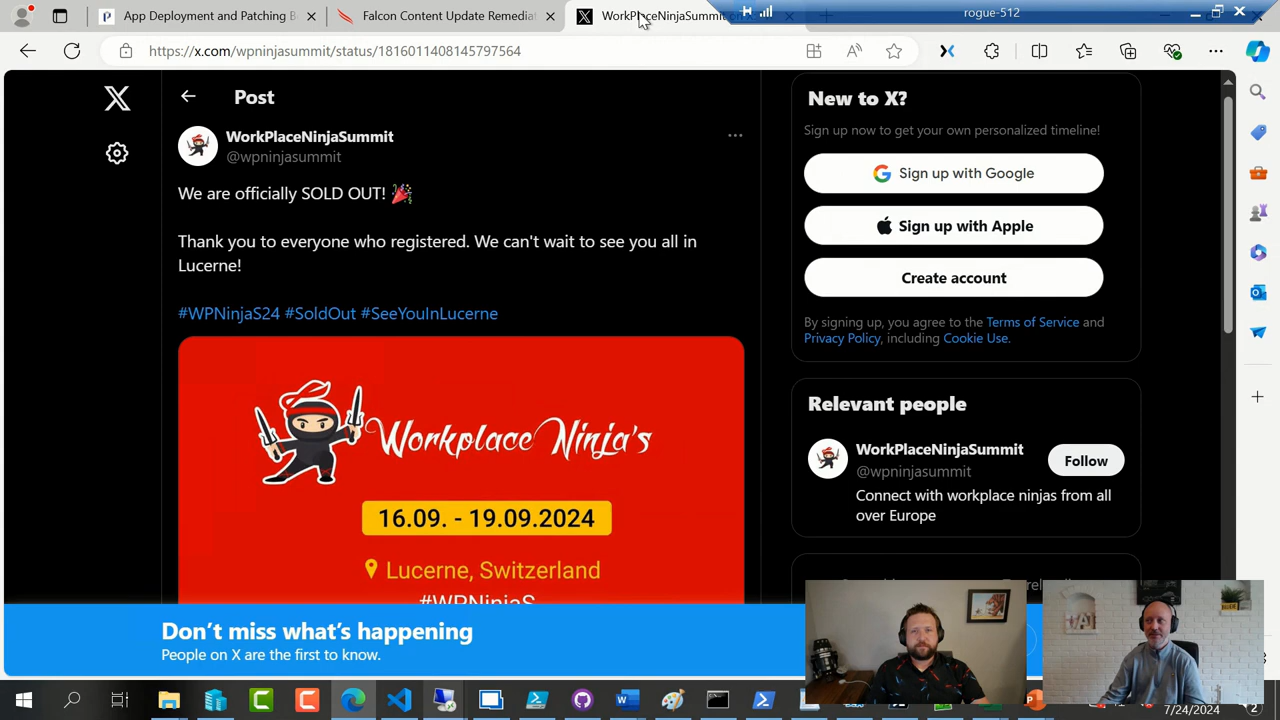 App Deployment and Patching B
Falcon Content Update Remediat
WorkPlaceNinjaSummit
rogue-512
https://x.com/wpninjasummit/status/1816011408145797564
Post
WorkPlaceNinjaSummit
@wpninjasummit
We are officially SOLD OUT! 🎉
Thank you to everyone who registered. We can't wait to see you all in
Lucerne!
#WPNinjaS24 #SoldOut #SeeYouInLucerne
Workplace Ninja's
16.09. - 19.09.2024
Lucerne, Switzerland
#WPNinjaS
New to X?
Sign up now to get your own personalized timeline!
Sign up with Google
Sign up with Apple
Create account
By signing up, you agree to the Terms of Service and
Privacy Policy, including Cookie Use.
Relevant people
WorkPlaceNinjaSummit
@wpninjasummit
Follow
Connect with workplace ninjas from all
over Europe
Don't miss what's happening
People on X are the first to know.
7/24/2024
2